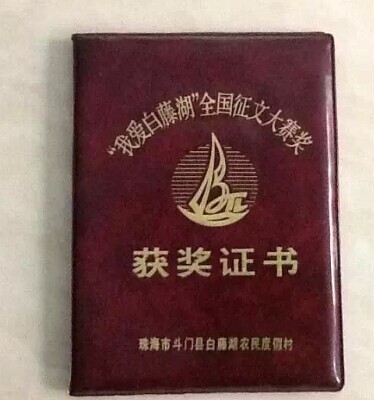 “我爱白藤湖”全国征文大赛奖
获奖证书
珠海市斗门县白藤湖农民度假村